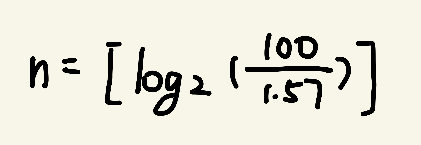 n = [ log₂ ( 100 / 1.57 ) ]